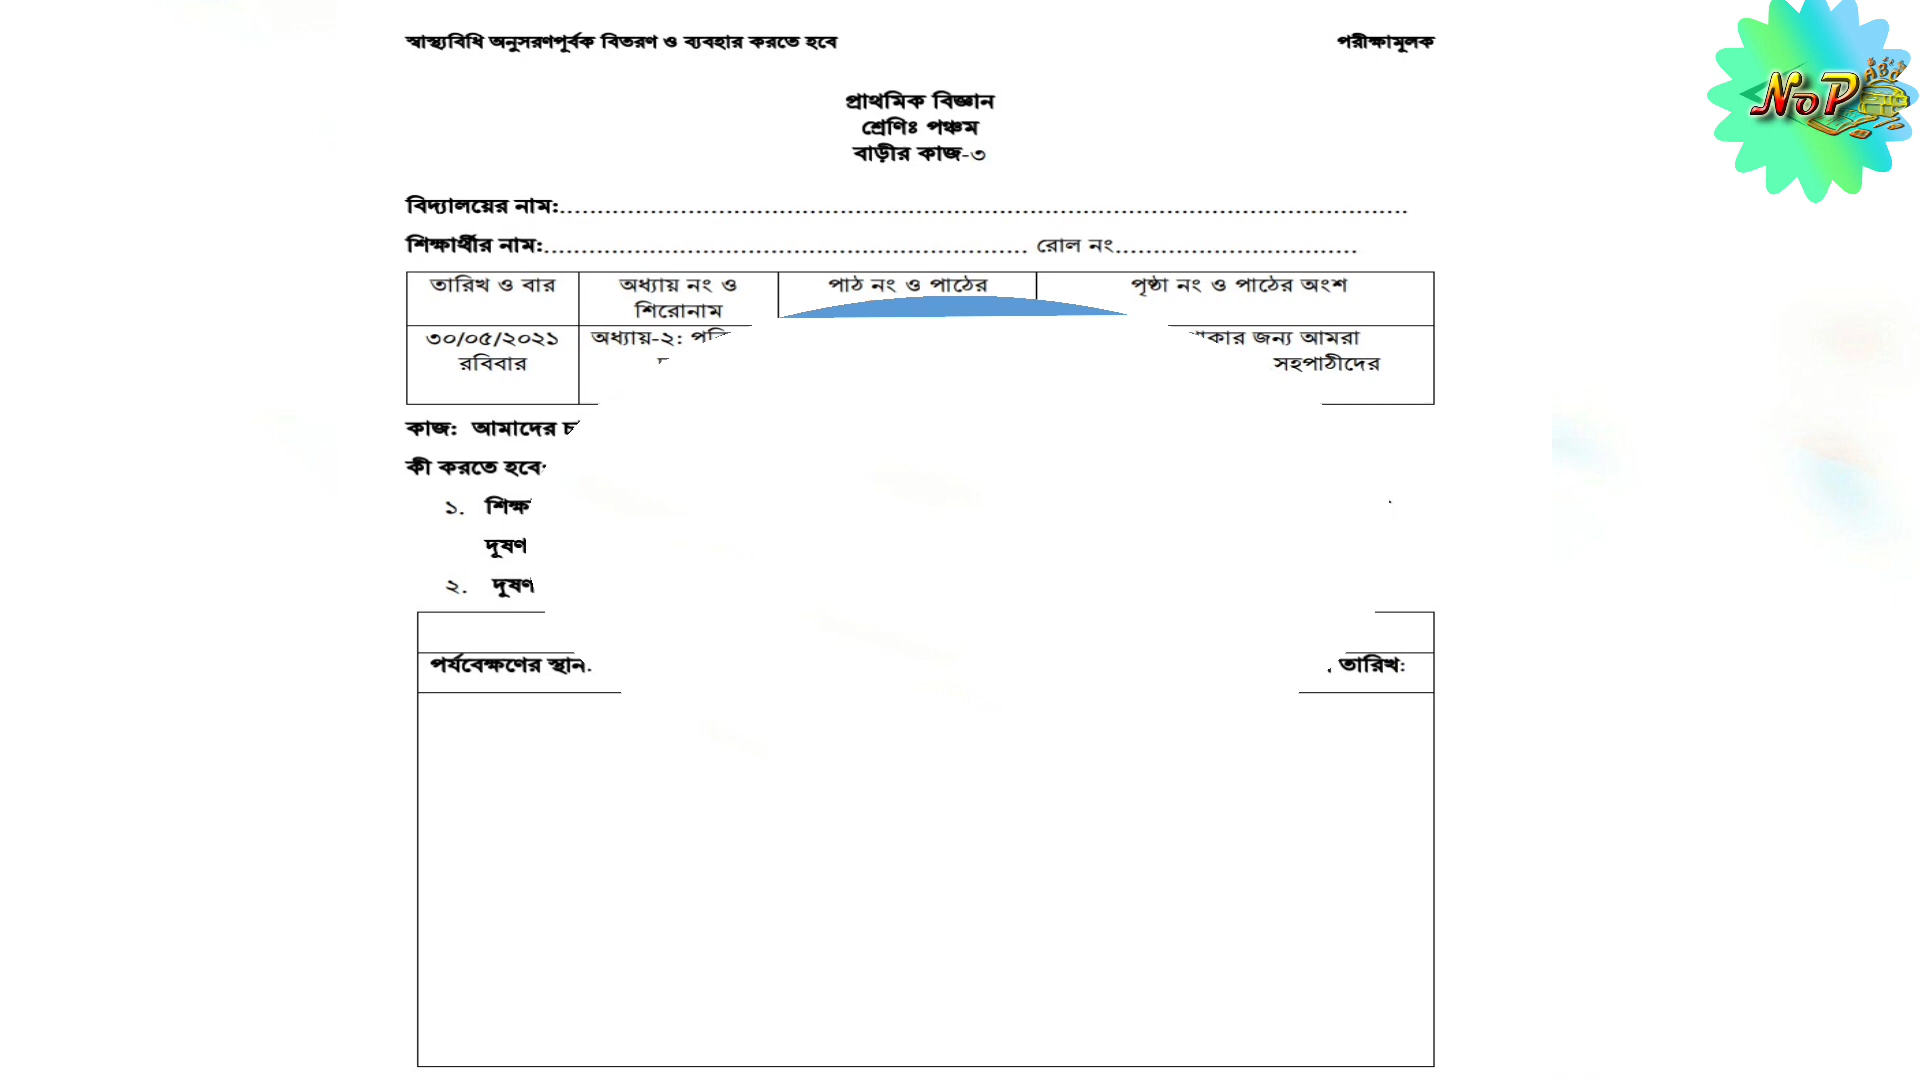 স্বাস্থ্যবিধি অনুসরণপূর্বক বিতরণ ও ব্যবহার করতে হবে পরীক্ষামূলক
NoP
প্রাথমিক বিজ্ঞান
শ্রেণিঃ পঞ্চম
বাড়ীর কাজ-৩
বিদ্যালয়ের নাম:
শিক্ষার্থীর নাম: রোল নং
তারিখ ও বার অধ্যায় নং ও পাঠ নং ও পাঠের পৃষ্ঠা নং ও পাঠের অংশ
শিরোনাম
৩০/০৫/২০২১ অধ্যায়-২: জন্য আমরা
রবিবার সহপাঠীদের
কাজ: আমাদের
কী করতে হবে
১.
দূষণ
২. দূষণ
পর্যবেক্ষণের স্থান তারিখ: